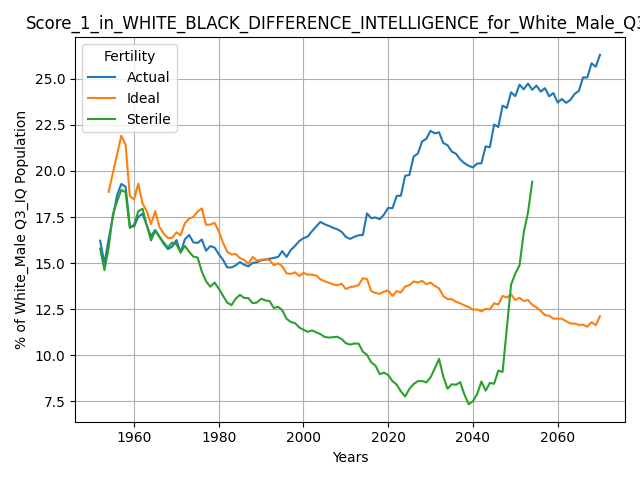 Score_1_in_WHITE_BLACK_DIFFERENCE_INTELLIGENCE_for_White_Male_Q3
Fertility
Actual
Ideal
Sterile
% of White_Male Q3_IQ Population
25.0
22.5
20.0
17.5
15.0
12.5
10.0
7.5
1960
1980
2000
2020
2040
2060
Years